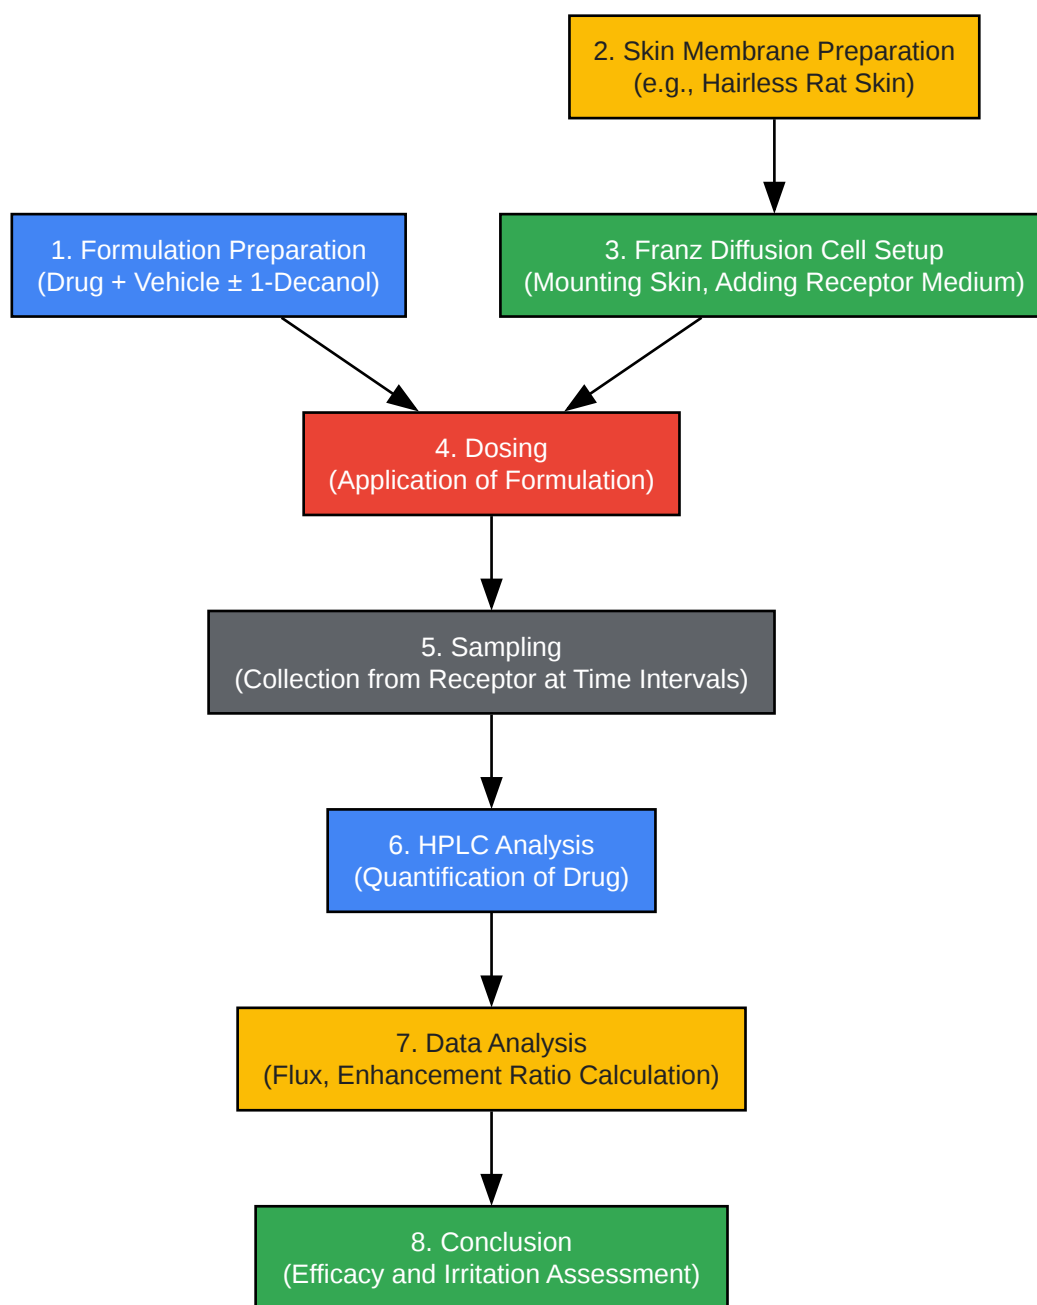 2. Skin Membrane Preparation
(e.g., Hairless Rat Skin)
1. Formulation Preparation
(Drug + Vehicle ± 1-Decanol)
3. Franz Diffusion Cell Setup
(Mounting Skin, Adding Receptor Medium)
4. Dosing
(Application of Formulation)
5. Sampling
(Collection from Receptor at Time Intervals)
6. HPLC Analysis
(Quantification of Drug)
7. Data Analysis
(Flux, Enhancement Ratio Calculation)
8. Conclusion
(Efficacy and Irritation Assessment)